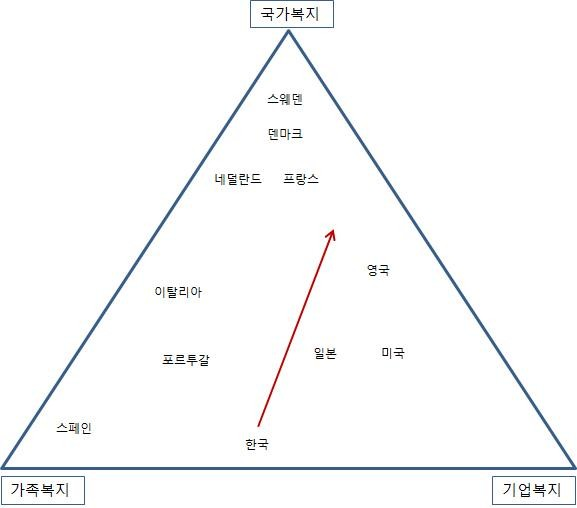 국가복지
스웨덴
덴마크
네덜란드 프랑스
영국
이탈리아
일본 미국
포르투갈
스페인
한국
가족복지 기업복지